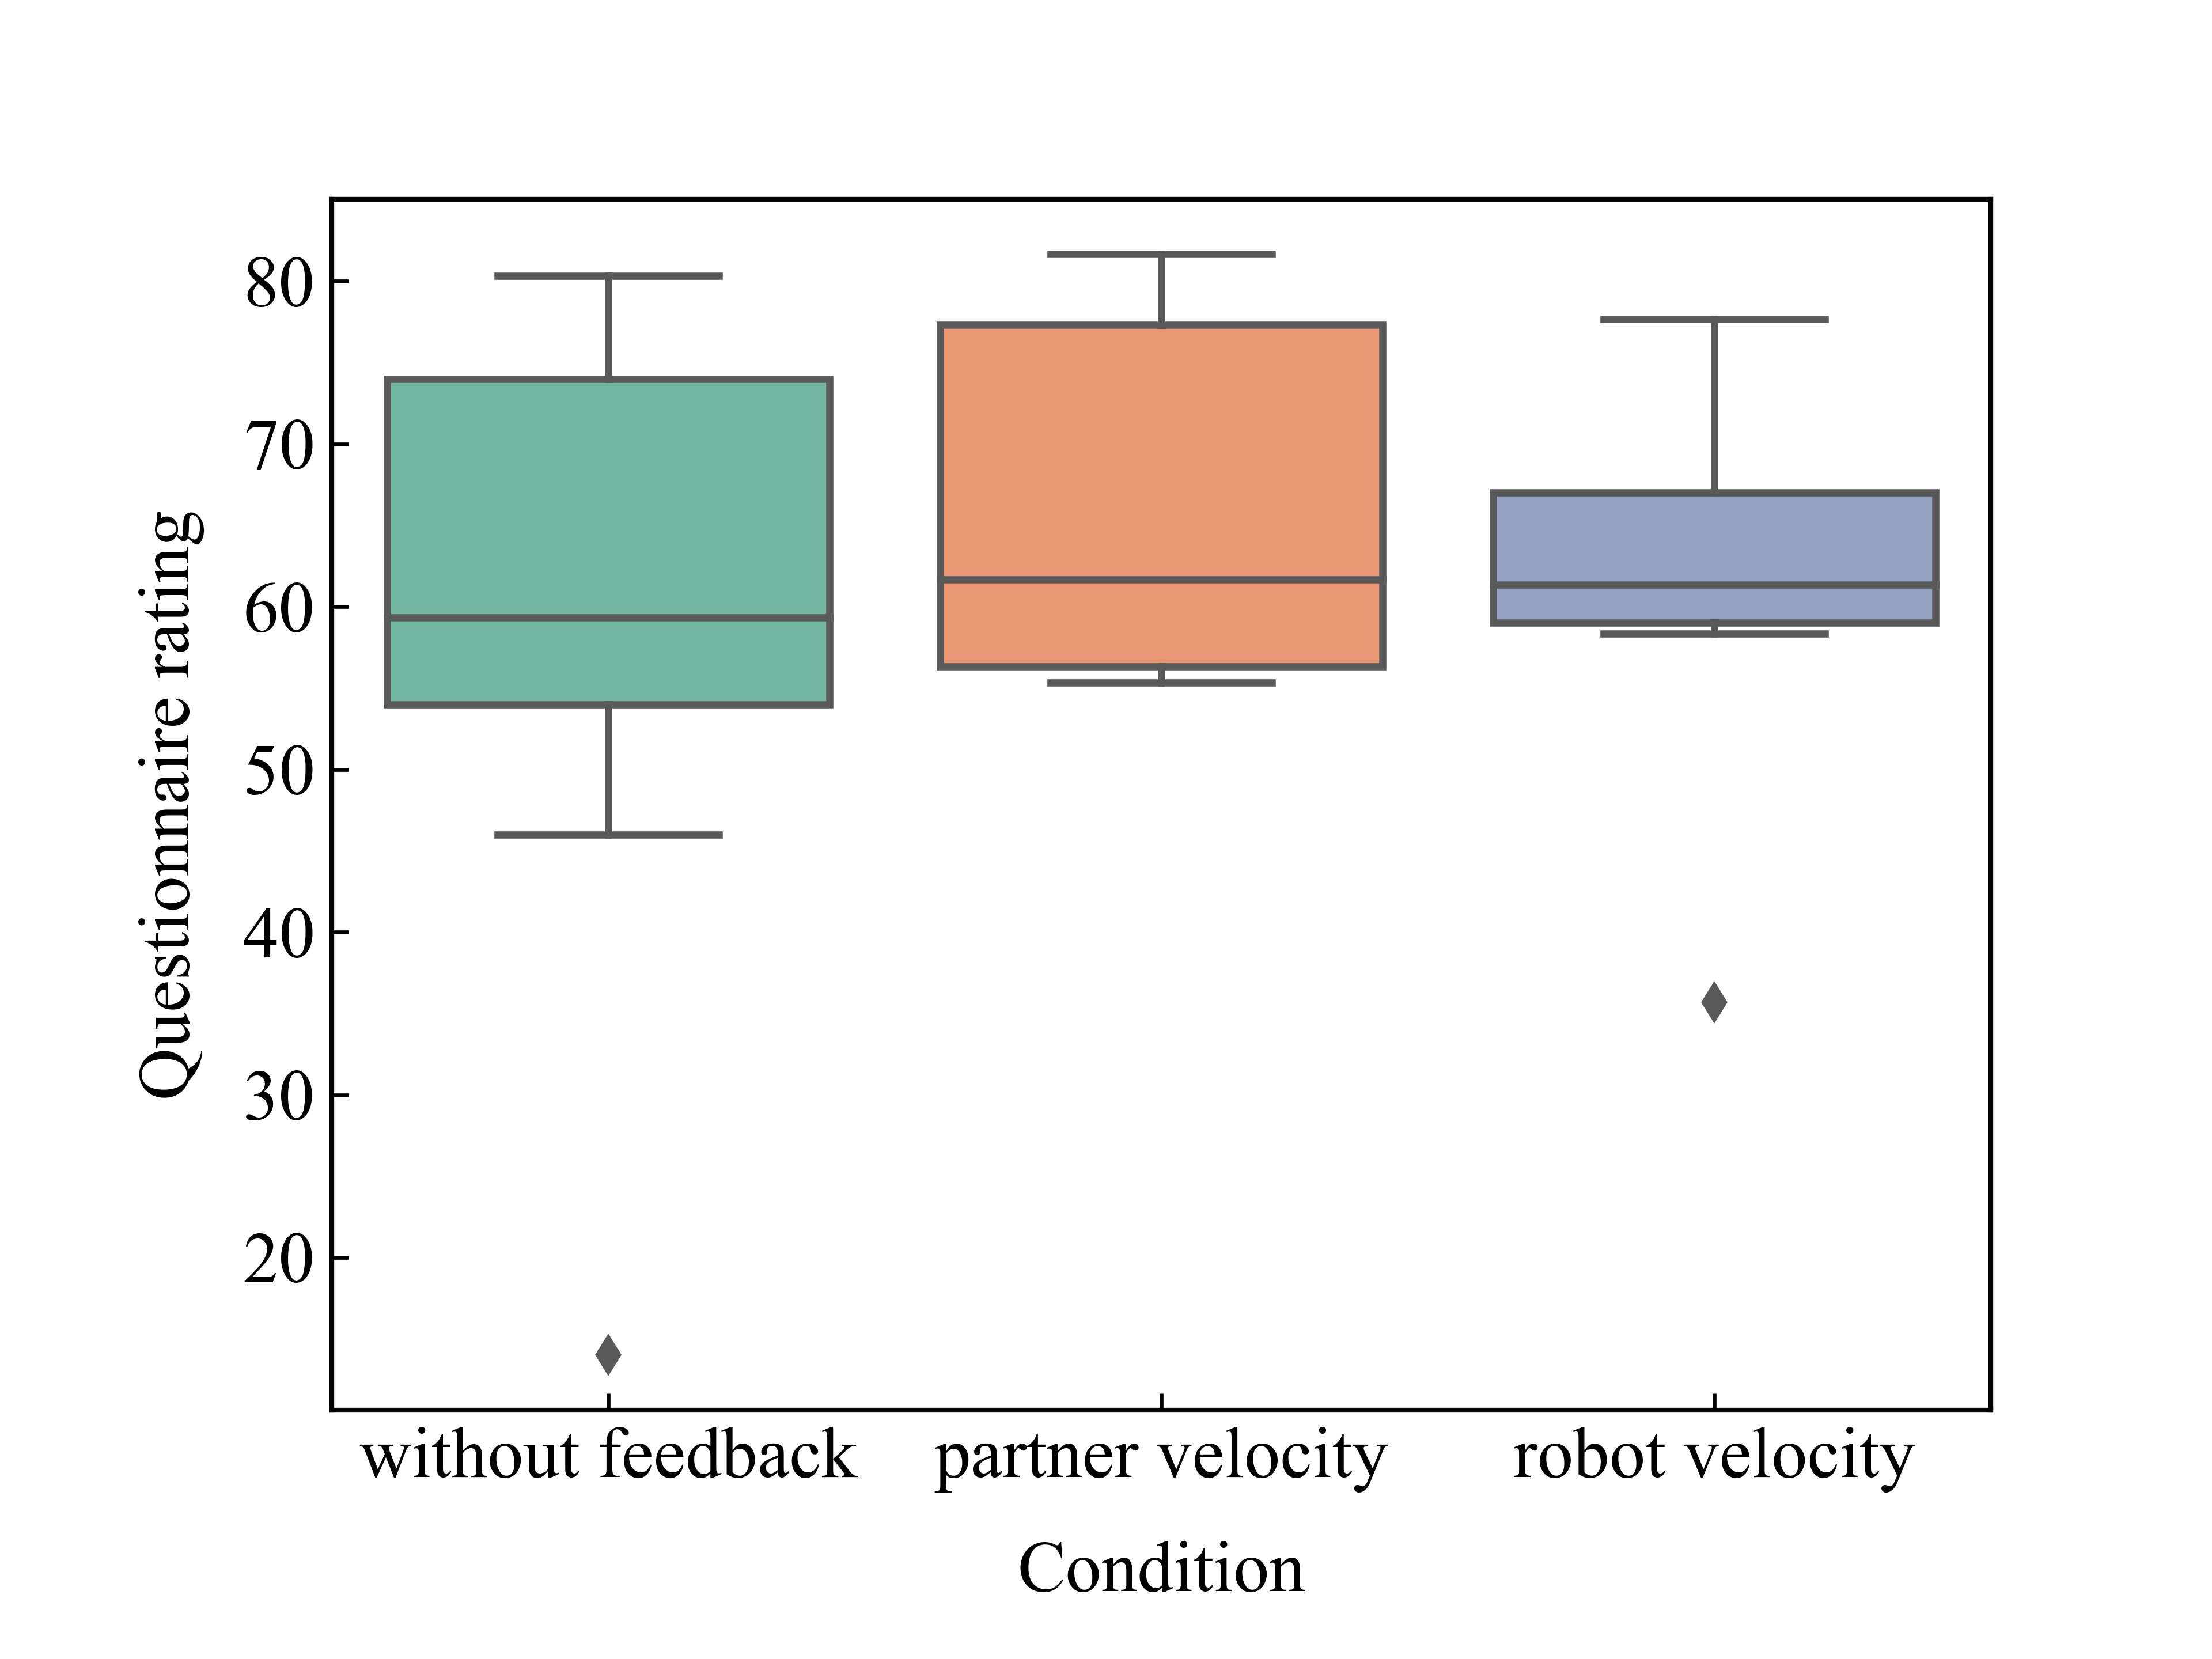 Questionnaire rating
80
70
60
50
40
30
20
without feedback
partner velocity
robot velocity
Condition